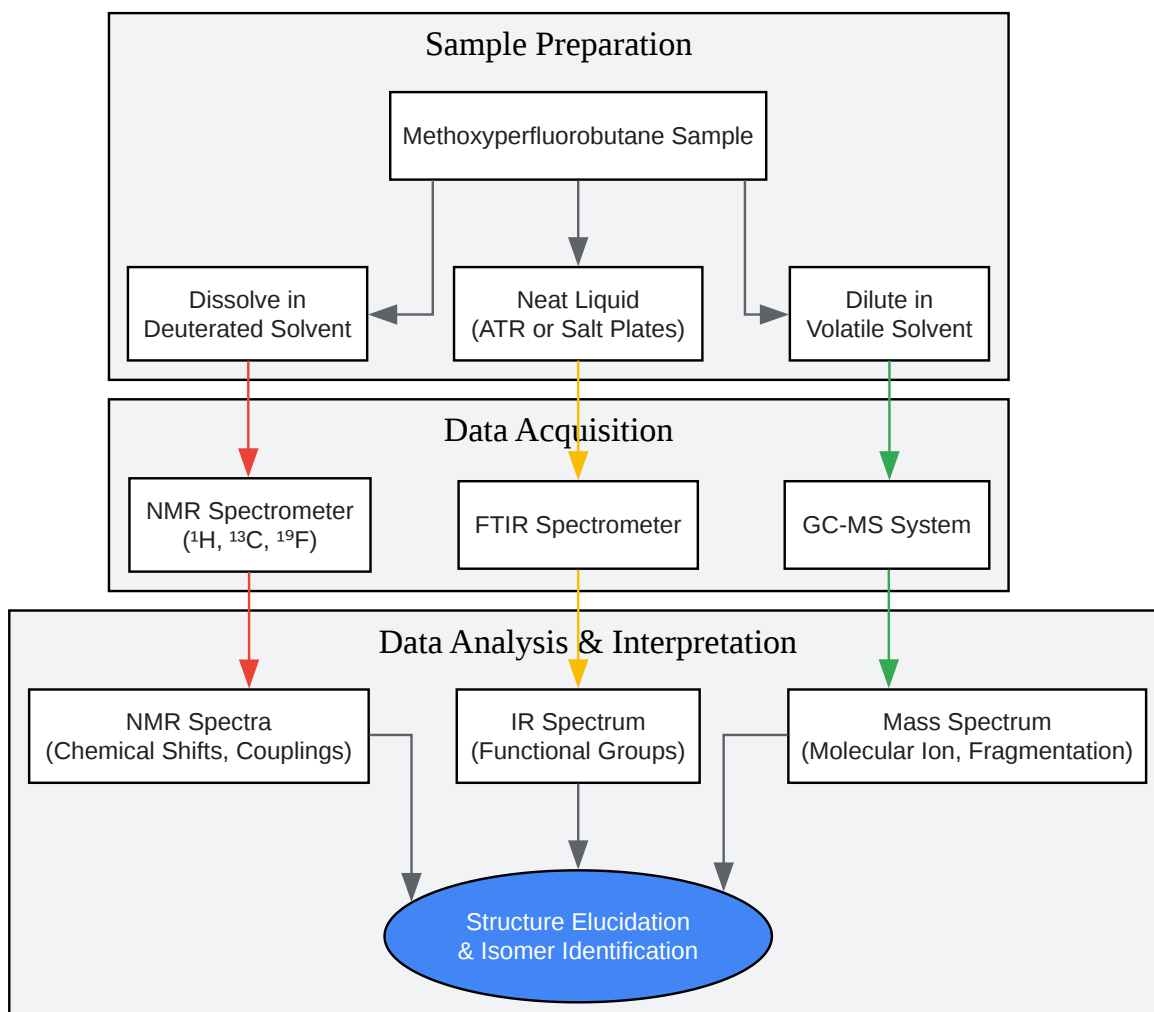 Sample Preparation
Methoxyperfluorobutane Sample
Dissolve in
Deuterated Solvent
Neat Liquid
(ATR or Salt Plates)
Dilute in
Volatile Solvent
Data Acquisition
NMR Spectrometer
(¹H, ¹³C, ¹⁹F)
FTIR Spectrometer
GC-MS System
Data Analysis & Interpretation
NMR Spectra
(Chemical Shifts, Couplings)
IR Spectrum
(Functional Groups)
Mass Spectrum
(Molecular Ion, Fragmentation)
Structure Elucidation
& Isomer Identification